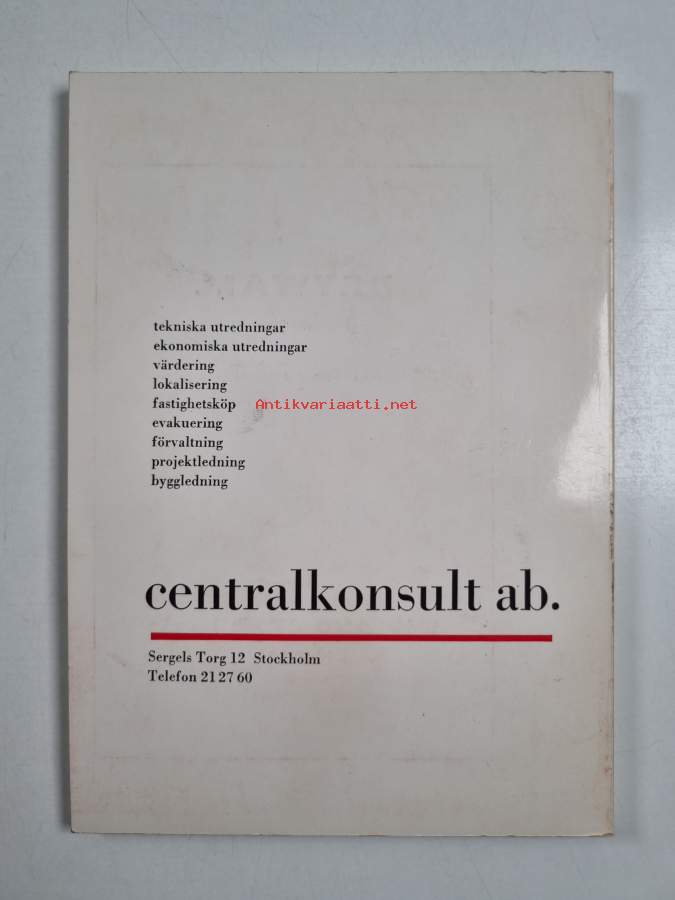 tekniska utredningar
ekonomiska utredningar
värdering
lokalisering
fastighetsköp
Antikvariaatti.net
evakuering
förvaltning
projektledning
byggledning
centralkonsult ab.
Sergels Torg 12 Stockholm
Telefon 21 27 60